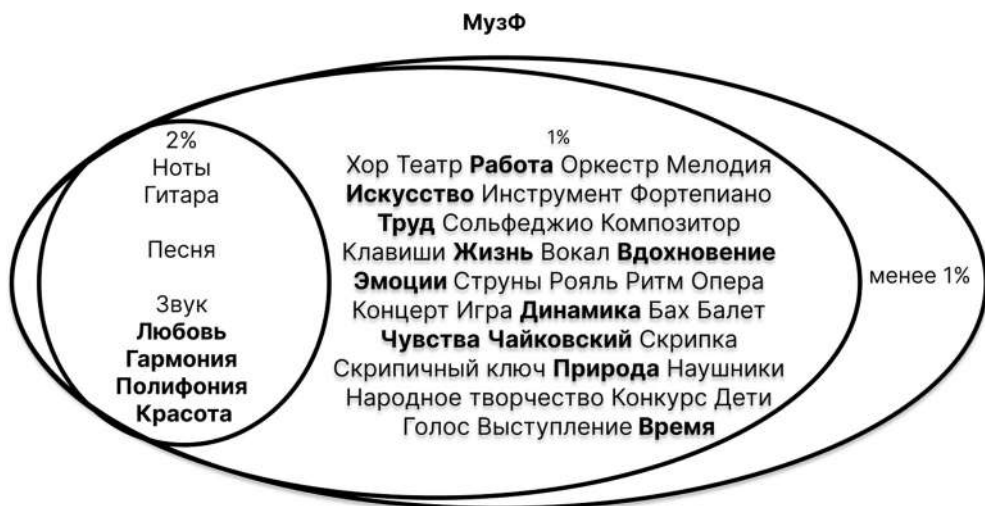 МузФ
2%
Ноты
Гитара
Песня
Звук
Любовь
Гармония
Полифония
Красота
1%
Хор Театр Работа Оркестр Мелодия
Искусство Инструмент Фортепиано
Труд Сольфеджио Композитор
Клавиши Жизнь Вокал Вдохновение
Эмоции Струны Рояль Ритм Опера
Концерт Игра Динамика Бах Балет
Чувства Чайковский Скрипка
Скрипичный ключ Природа Наушники
Народное творчество Конкурс Дети
Голос Выступление Время
менее 1%